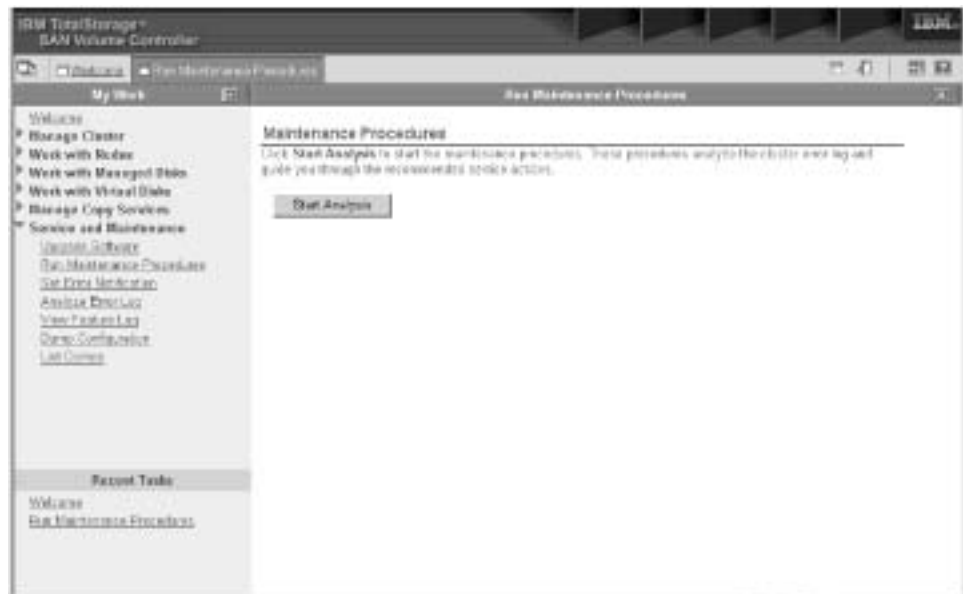 IBM TotalStorage
SAN Volume Controller
IBM.
Welcome
Run Maintenance Procedures
My Work
Run Maintenance Procedures
Welcome
Manage Cluster
Work with Nodes
Work with Managed Disks
Work with Virtual Disks
Manage Copy Services
Service and Maintenance
Upgrade Software
Run Maintenance Procedures
Set Error Notification
Analyze Error Log
View Feature Log
Dump Configuration
List Dumps
Maintenance Procedures
Click Start Analysis to start the maintenance procedures. These procedures analyze the cluster error log and
guide you through the recommended service actions.
Start Analysis
Recent Tasks
Welcome
Run Maintenance Procedures